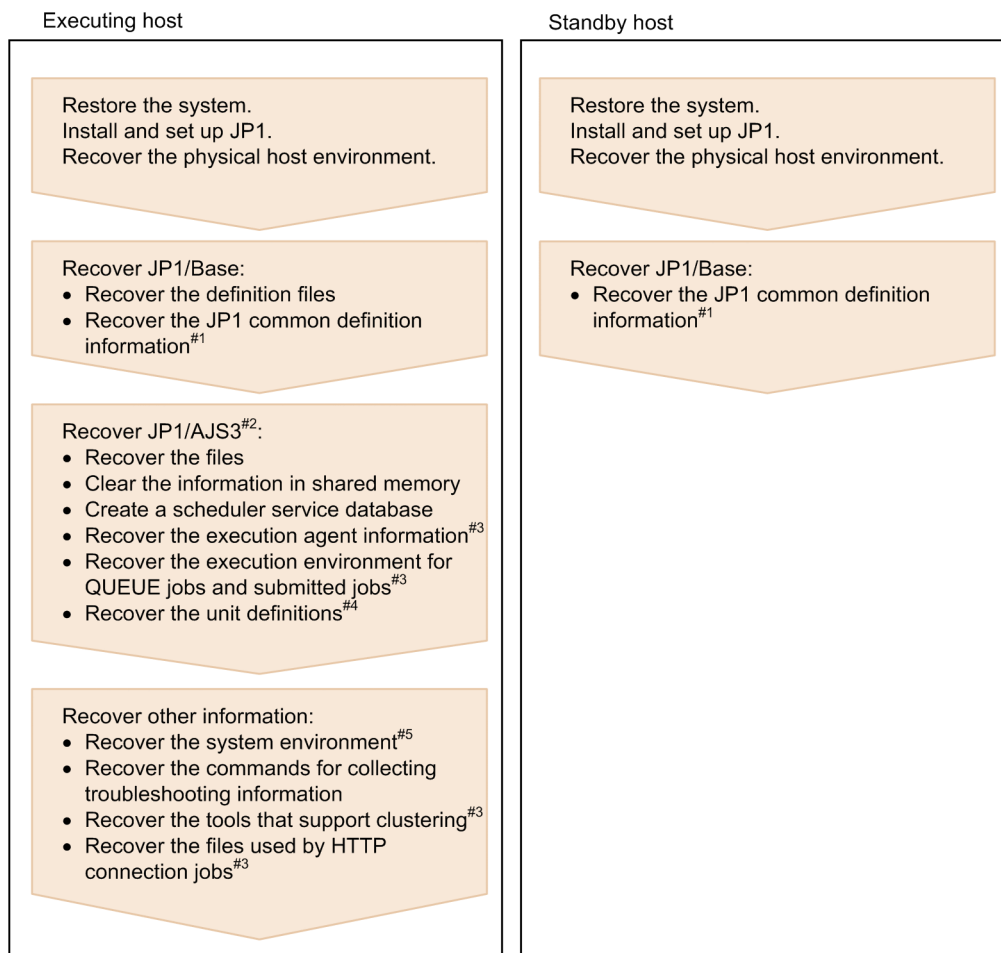 Executing host
Restore the system.
Install and set up JP1.
Recover the physical host environment.
Recover JP1/Base:
• Recover the definition files
• Recover the JP1 common definition
information#1
Recover JP1/AJS3#2:
• Recover the files
• Clear the information in shared memory
• Create a scheduler service database
• Recover the execution agent information#3
• Recover the execution environment for
QUEUE jobs and submitted jobs#3
• Recover the unit definitions#4
Recover other information:
• Recover the system environment#5
• Recover the commands for collecting
troubleshooting information
• Recover the tools that support clustering#3
• Recover the files used by HTTP
connection jobs#3
Standby host
Restore the system.
Install and set up JP1.
Recover the physical host environment.
Recover JP1/Base:
• Recover the JP1 common definition
information#1